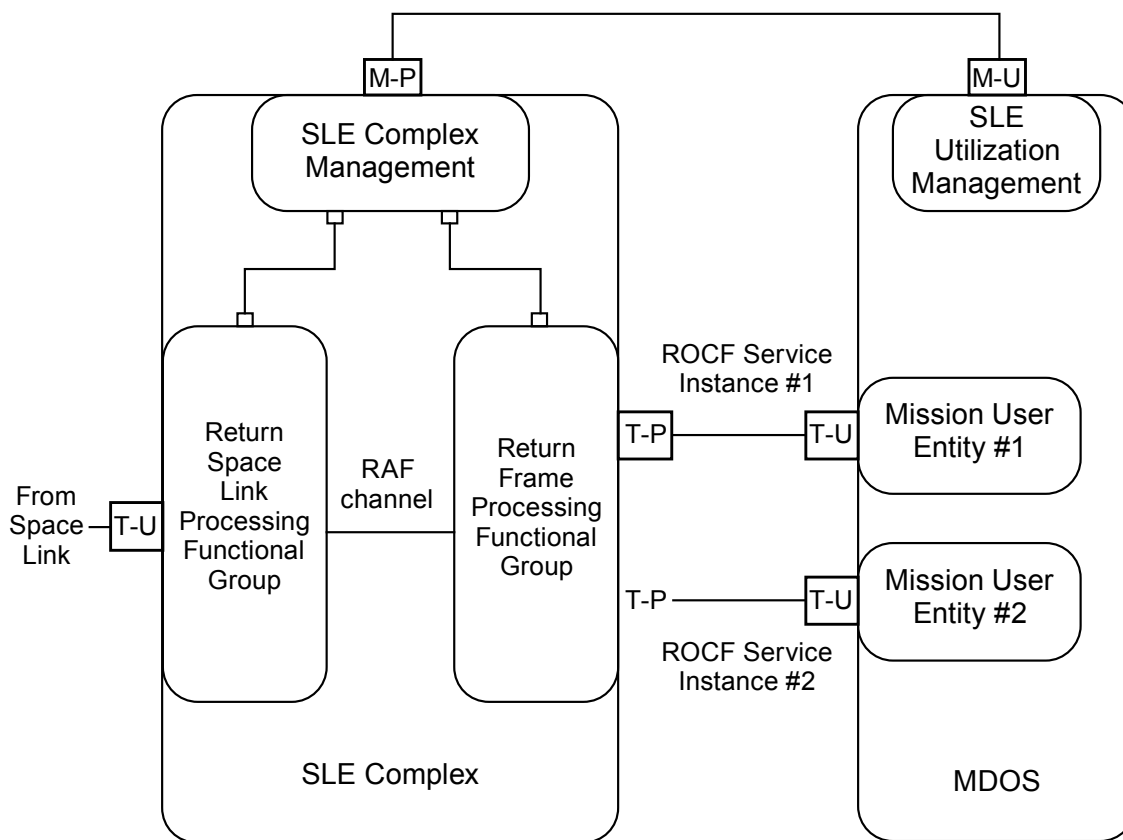 M-P
M-U
SLE Complex
Management
SLE
Utilization
Management
ROCF Service
Instance #1
Return
Space
Link
Processing
Functional
Group
RAF
channel
Return
Frame
Processing
Functional
Group
T-P
T-U
Mission User
Entity #1
From
Space
Link
T-U
T-P
T-U
Mission User
Entity #2
ROCF Service
Instance #2
SLE Complex
MDOS